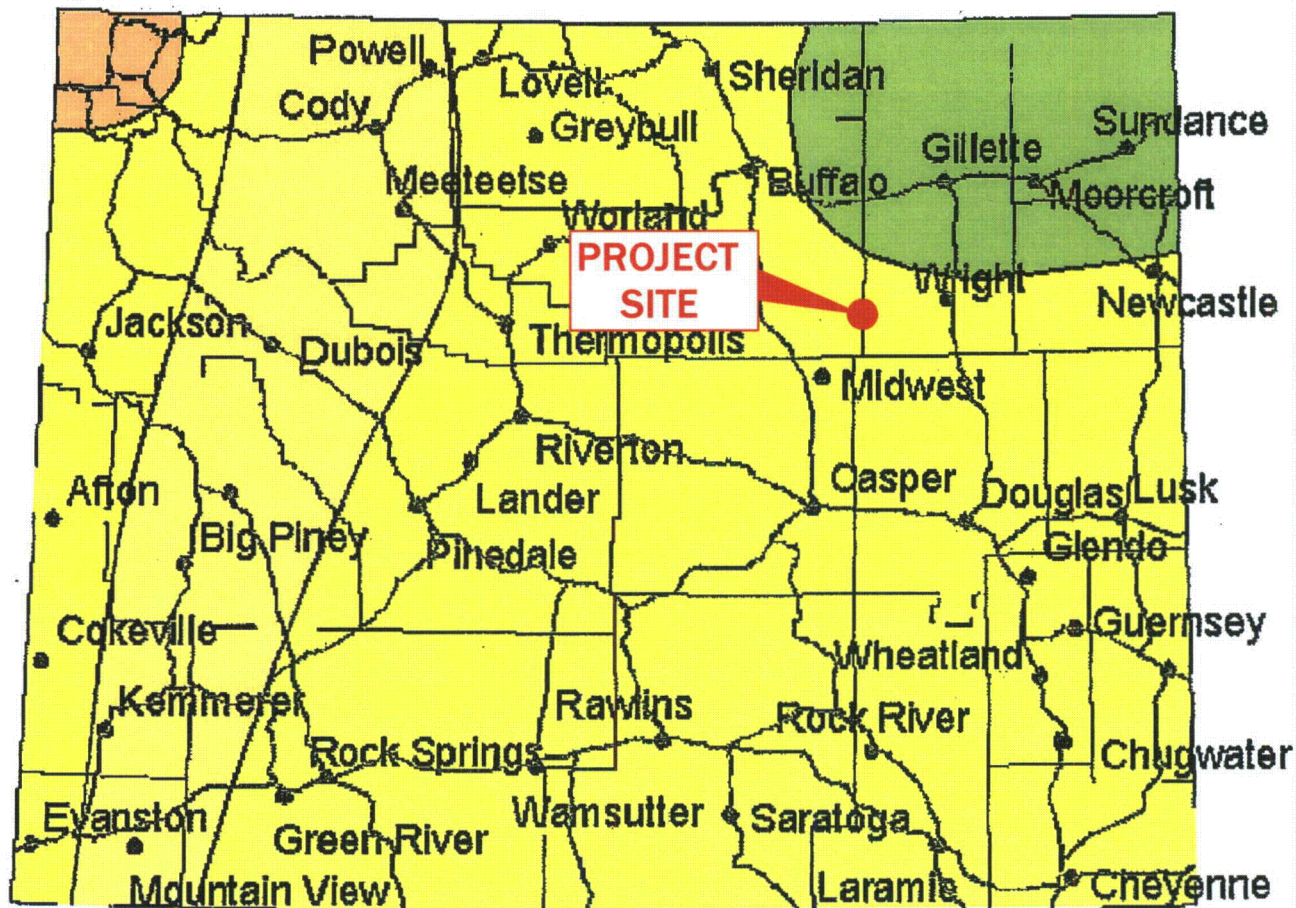 Powell
Lovell
Sheridan
Cody
Greybull
Sundance
Gillette
Meeteetse
Buffalo
Moorcroft
Worland
PROJECT
SITE
Wright
Newcastle
Jackson
Dubois
Thermopolis
Midwest
Riverton
Afton
Lander
Casper
Douglas
Lusk
Big Piney
Pinedale
Glendo
Cokeville
Guernsey
Wheatland
Kemmerer
Rawlins
Rock River
Rock Springs
Chugwater
Evanston
Green River
Wamsutter
Saratoga
Mountain View
Laramie
Cheyenne